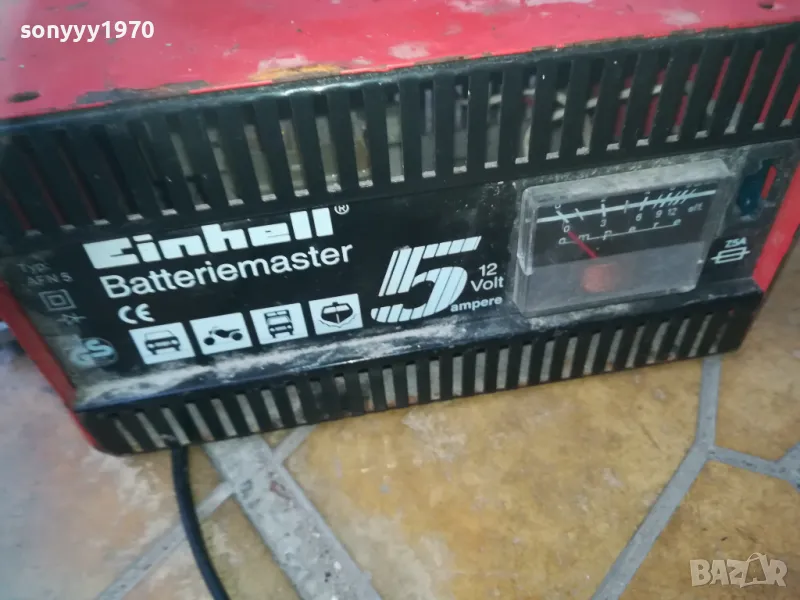 sonyyy1970
Einhell®
Batteriemaster
Typ
AFN 5
CE
GS
5
12
Volt
ampere
0 3 6 9 12 eff.
ampere
BAZAR